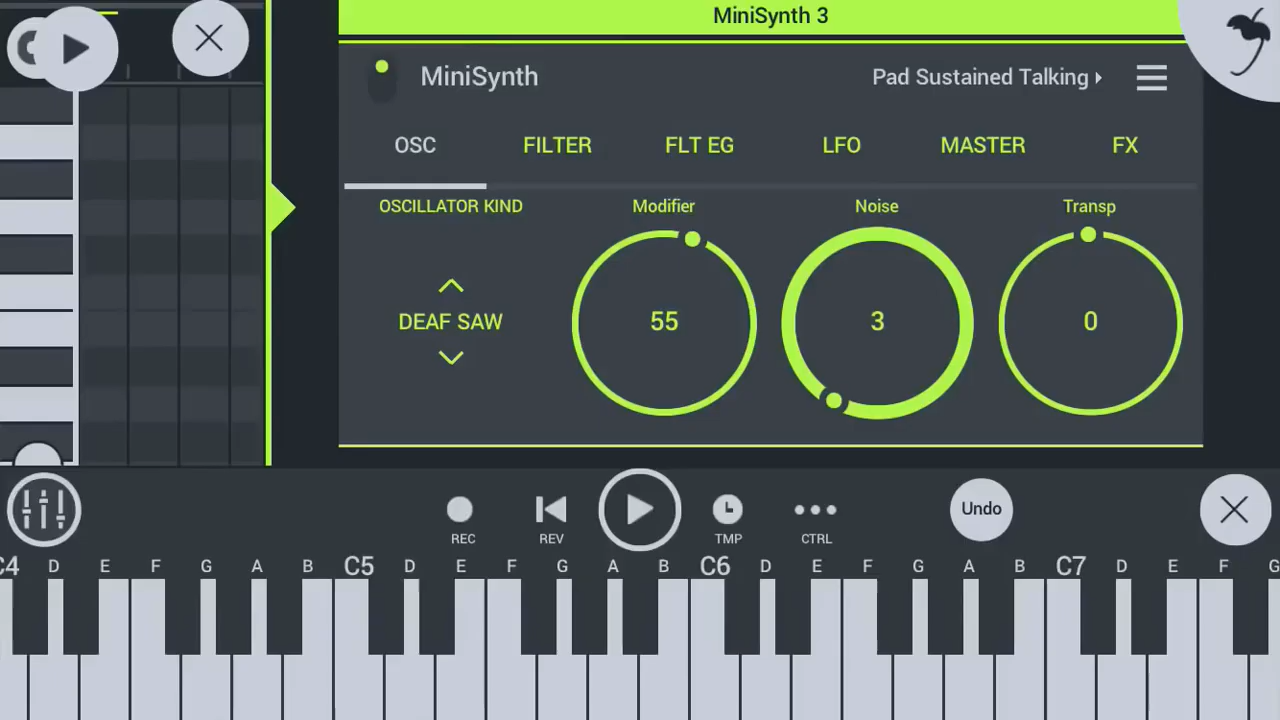 MiniSynth 3
MiniSynth
Pad Sustained Talking
OSC FILTER FLT EG LFO MASTER FX
OSCILLATOR KIND Modifier Noise Transp
DEAF SAW 55 3 0
Undo
REC REV TMP CTRL
C4 D E F G A B C5 D E F G A B C6 D E F G A B C7 D E F G